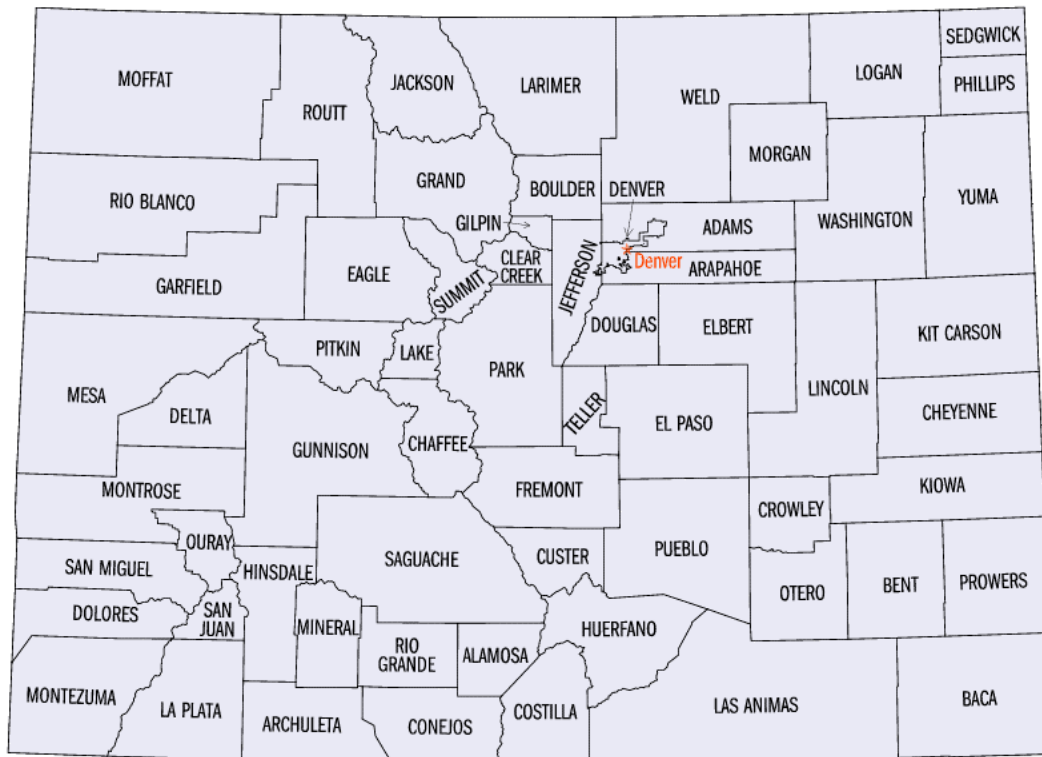 SEDGWICK
MOFFAT
JACKSON
LARIMER
LOGAN
PHILLIPS
WELD
ROUTT
MORGAN
GRAND
BOULDER
DENVER
YUMA
RIO BLANCO
GILPIN
ADAMS
WASHINGTON
CLEAR
CREEK
Denver
EAGLE
ARAPAHOE
GARFIELD
SUMMIT
JEFFERSON
DOUGLAS
ELBERT
KIT CARSON
PITKIN
LAKE
PARK
LINCOLN
MESA
DELTA
TELLER
CHEYENNE
EL PASO
GUNNISON
CHAFFEE
MONTROSE
FREMONT
KIOWA
CROWLEY
OURAY
PUEBLO
SAN MIGUEL
HINSDALE
SAGUACHE
CUSTER
OTERO
BENT
PROWERS
DOLORES
SAN
JUAN
MINERAL
HUERFANO
RIO
GRANDE
ALAMOSA
MONTEZUMA
LA PLATA
ARCHULETA
CONEJOS
COSTILLA
LAS ANIMAS
BACA